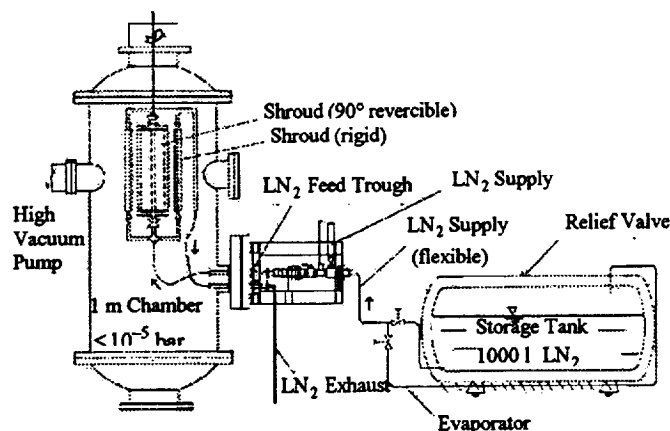 Shroud (90° revercible)
Shroud (rigid)
LN2 Feed Trough
LN2 Supply
LN2 Supply
(flexible)
Relief Valve
High
Vacuum
Pump
1 m Chamber
<10⁻⁵ bar
Storage Tank
1000 l LN2
LN2 Exhaust
Evaporator